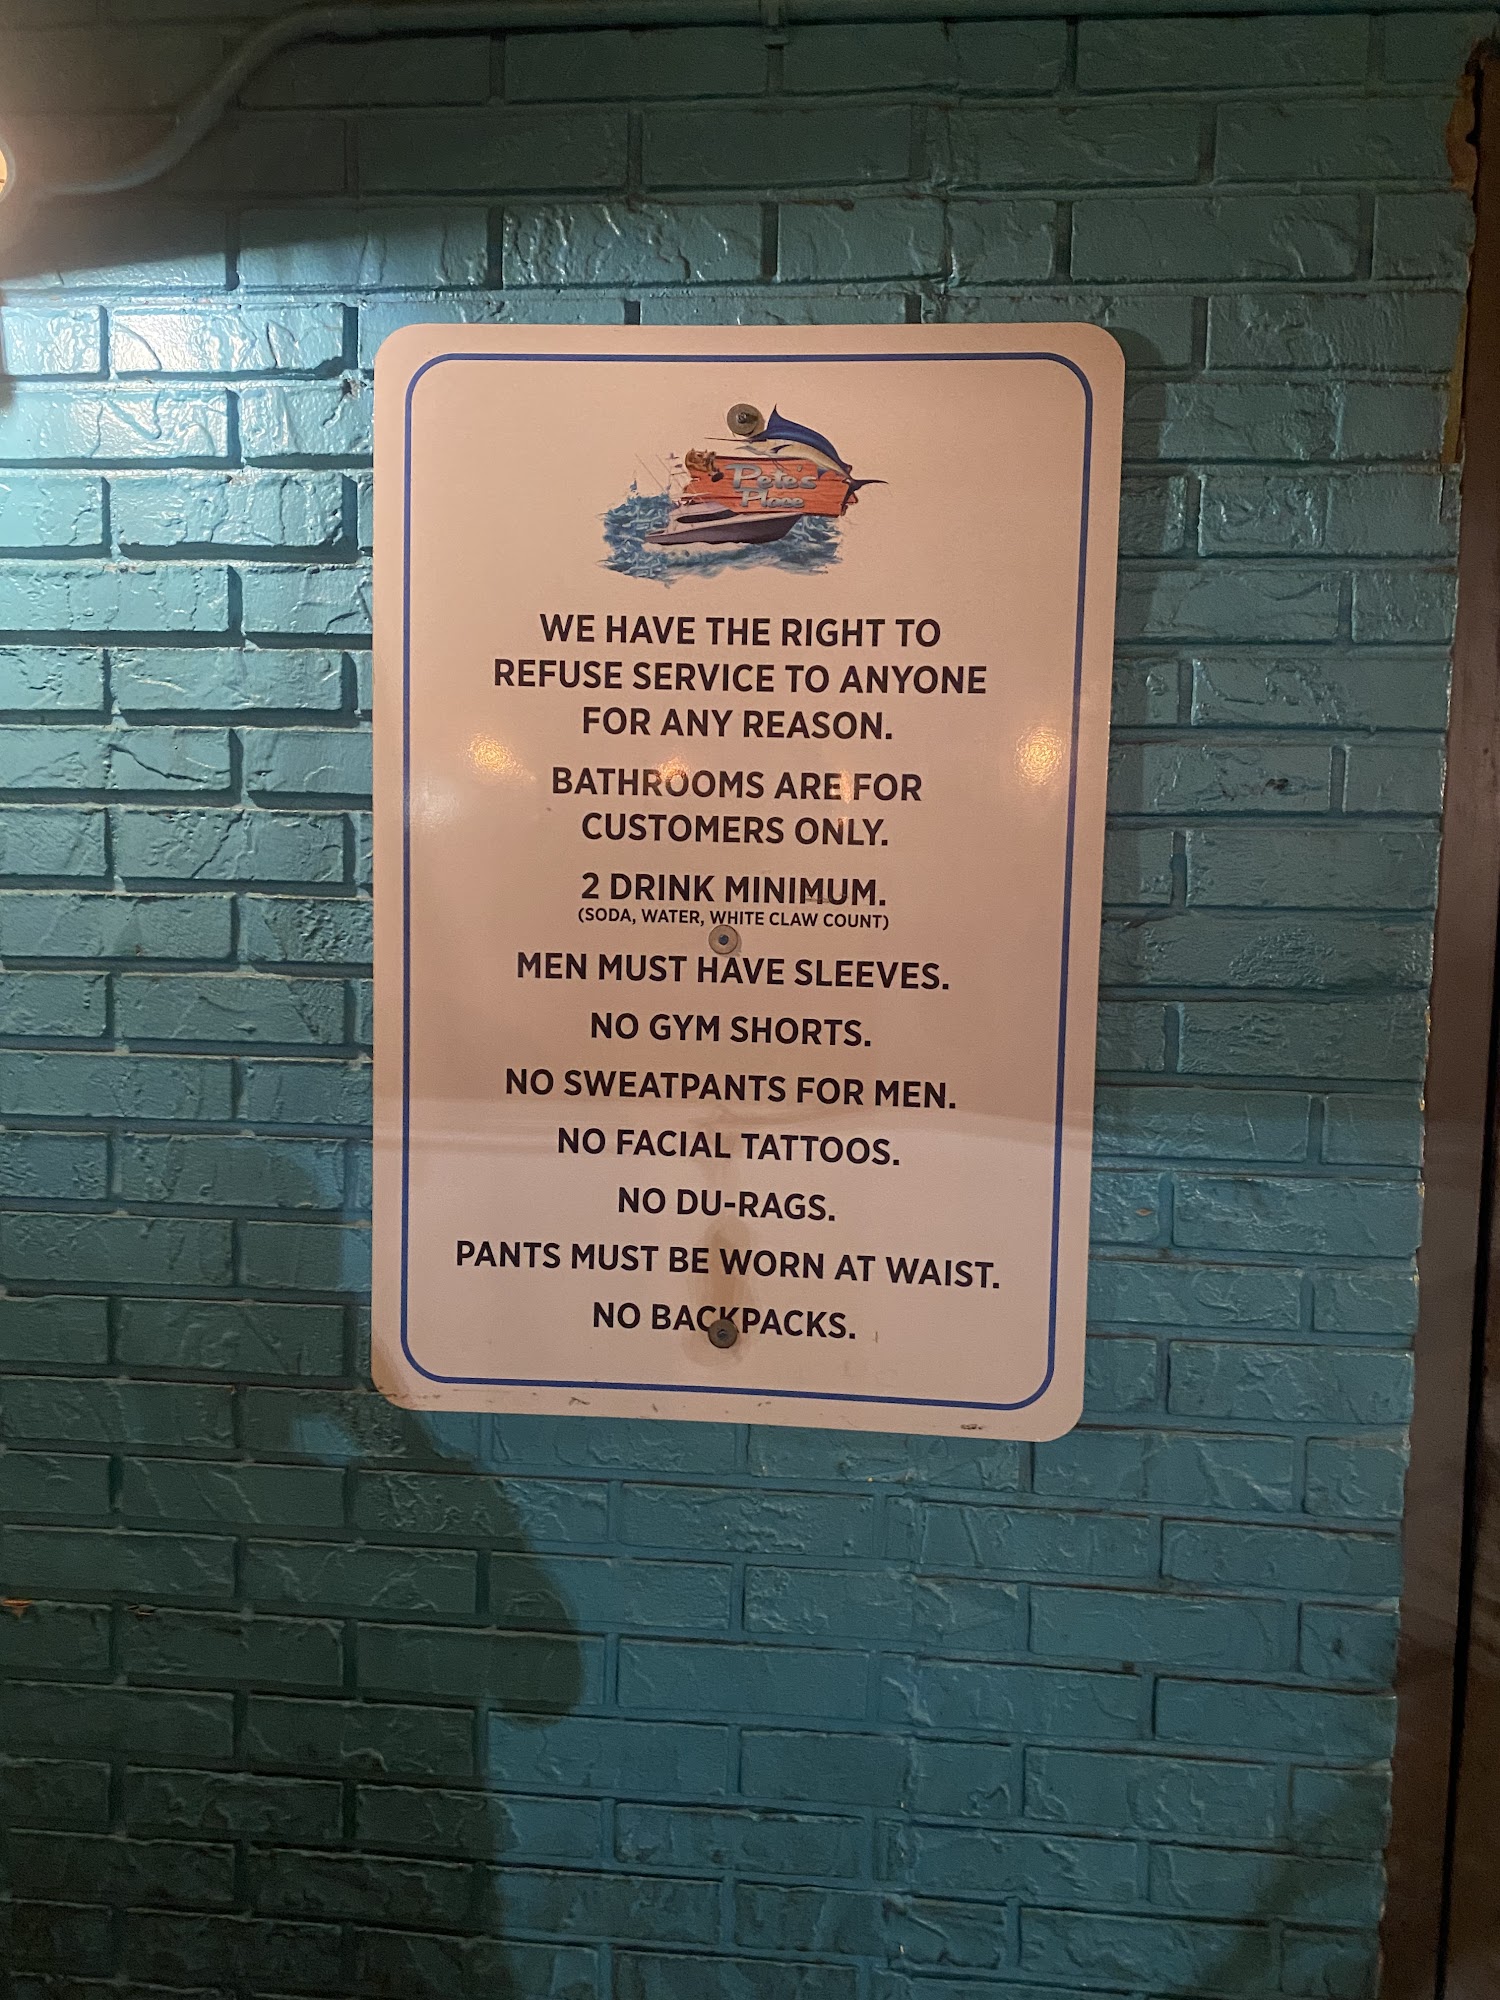 Pete's
Place
WE HAVE THE RIGHT TO
REFUSE SERVICE TO ANYONE
FOR ANY REASON.
BATHROOMS ARE FOR
CUSTOMERS ONLY.
2 DRINK MINIMUM.
(SODA, WATER, WHITE CLAW COUNT)
MEN MUST HAVE SLEEVES.
NO GYM SHORTS.
NO SWEATPANTS FOR MEN.
NO FACIAL TATTOOS.
NO DU-RAGS.
PANTS MUST BE WORN AT WAIST.
NO BACKPACKS.